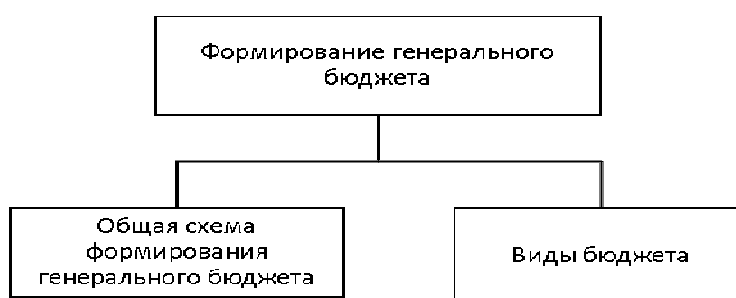 Формирование генерального
бюджета
Общая схема
формирования
генерального бюджета
Виды бюджета